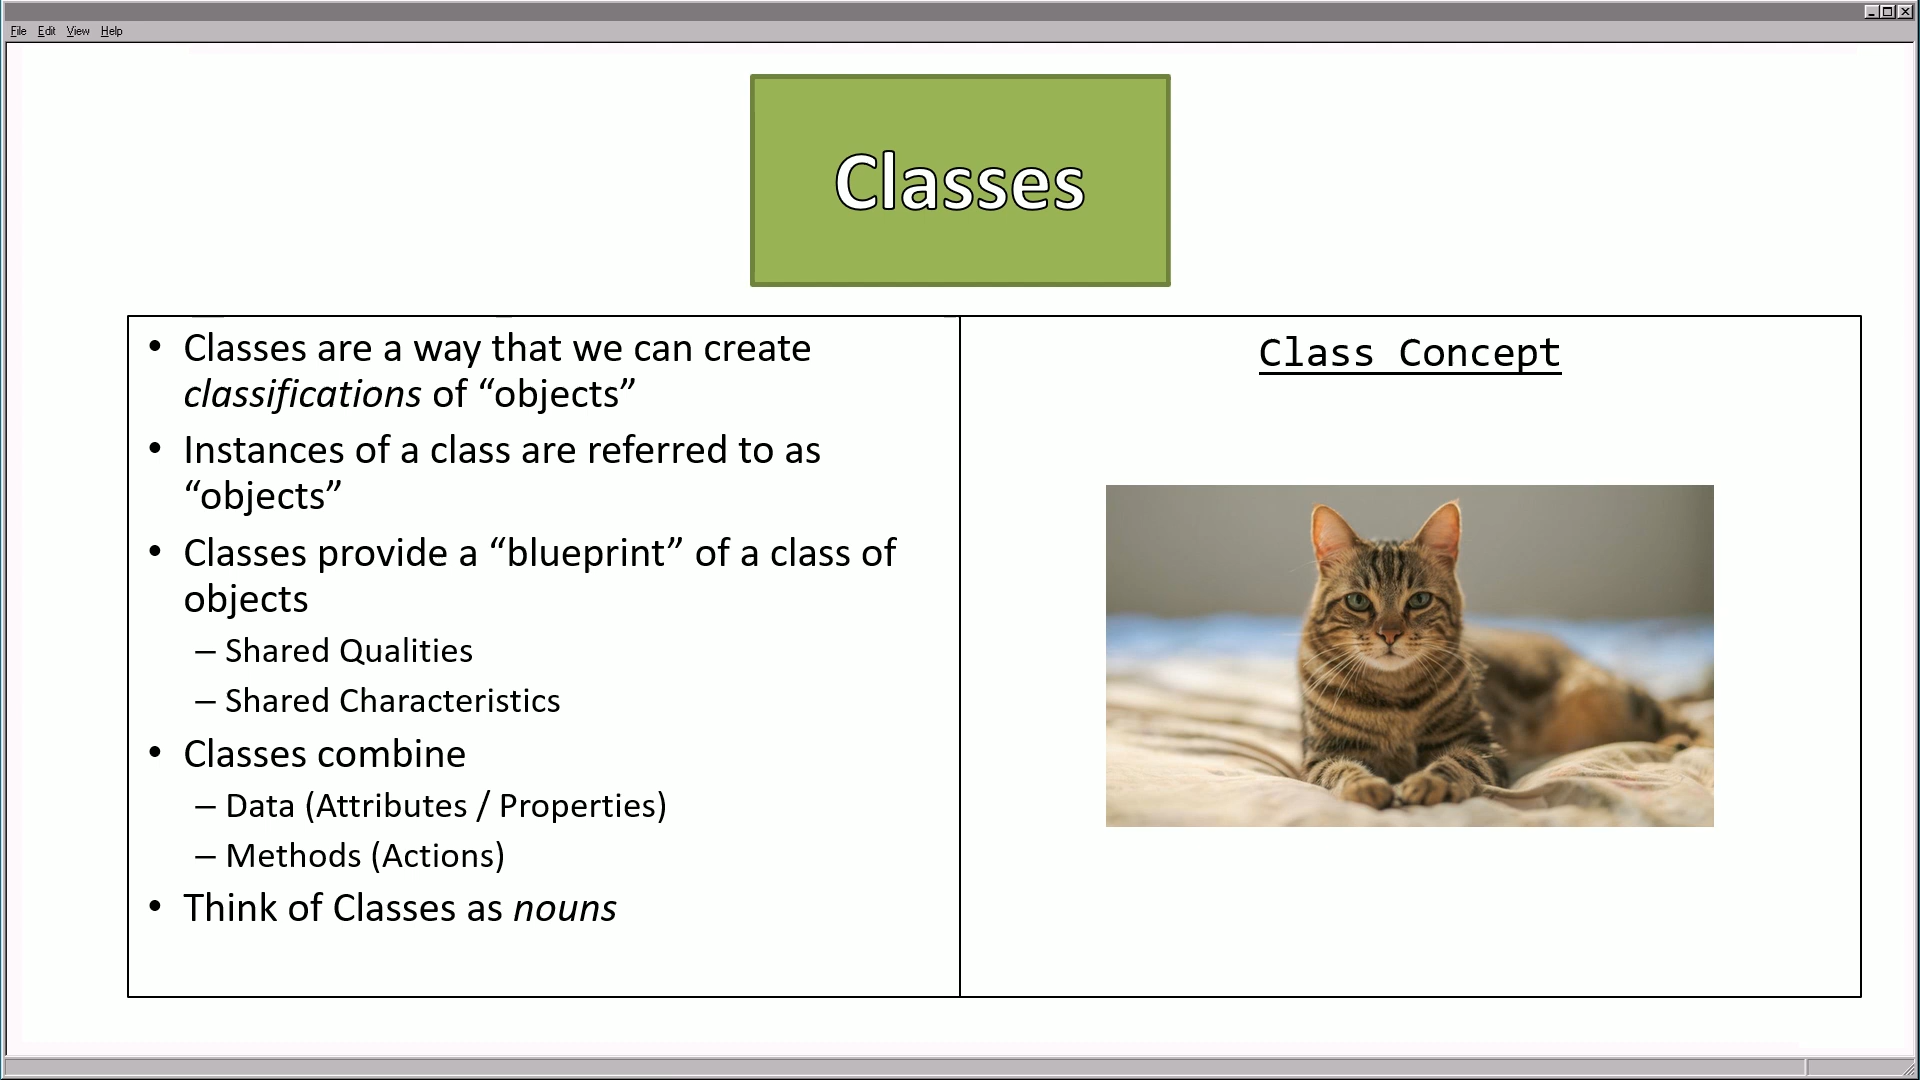 File Edit View Help
Classes
• Classes are a way that we can create
classifications of “objects”
• Instances of a class are referred to as
“objects”
• Classes provide a “blueprint” of a class of
objects
– Shared Qualities
– Shared Characteristics
• Classes combine
– Data (Attributes / Properties)
– Methods (Actions)
• Think of Classes as nouns
Class Concept